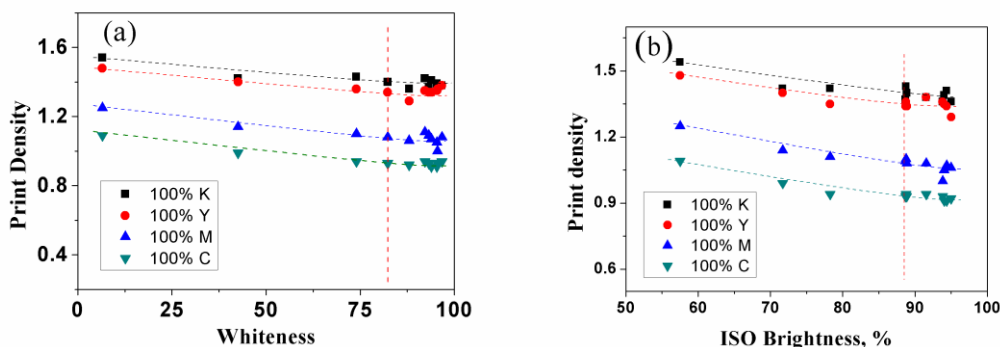 (a)
Print Density
1.6
1.2
0.8
0.4
100% K
100% Y
100% M
100% C
0
25
50
75
100
Whiteness
(b)
Print density
1.5
1.2
0.9
0.6
100% K
100% Y
100% M
100% C
50
60
70
80
90
100
ISO Brightness, %